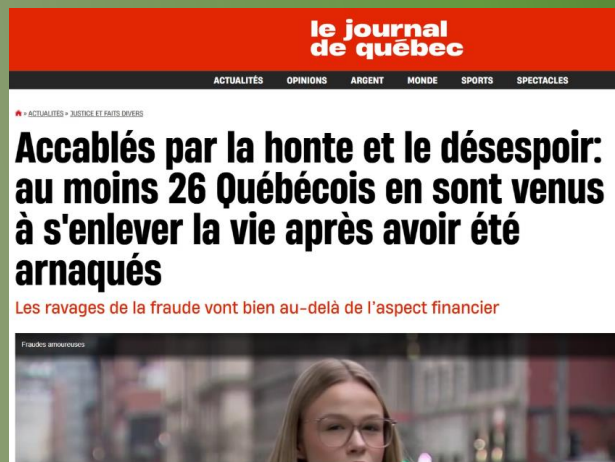 le journal
de québec
ACTUALITÉS OPINIONS ARGENT MONDE SPORTS SPECTACLES
» ACTUALITÉS » JUSTICE ET FAITS DIVERS
Accablés par la honte et le désespoir:
au moins 26 Québécois en sont venus
à s'enlever la vie après avoir été
arnaqués
Les ravages de la fraude vont bien au-delà de l'aspect financier
Fraudes amoureuses